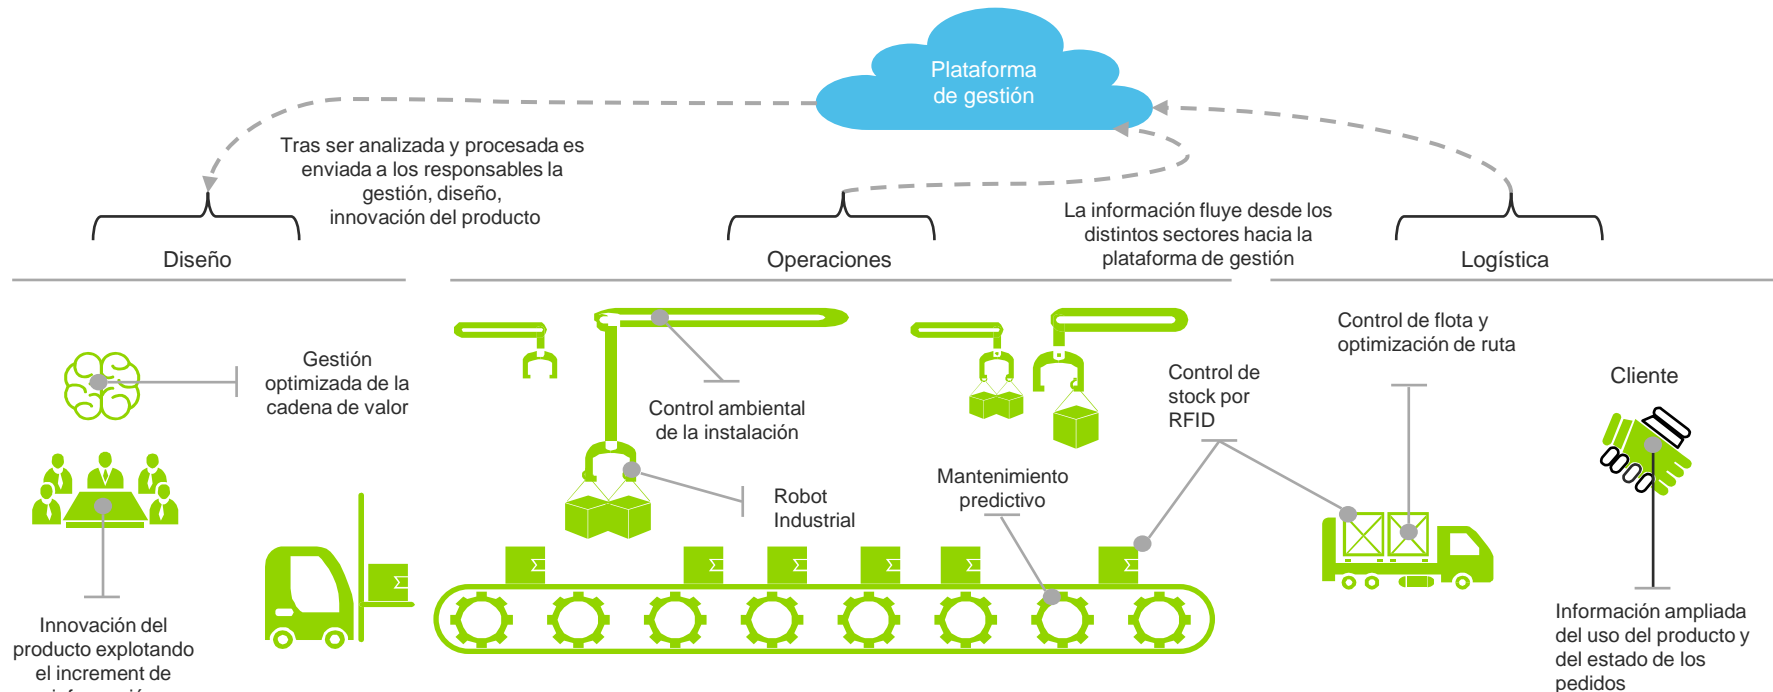 Plataforma
de gestión
Tras ser analizada y procesada es
enviada a los responsables la
gestión, diseño,
innovación del producto
La información fluye desde los
distintos sectores hacia la
plataforma de gestión
Diseño
Operaciones
Logística
Gestión
optimizada de la
cadena de valor
Innovación del
producto explotando
el increment de
Control ambiental
de la instalación
Robot
Industrial
Mantenimiento
predictivo
Control de
stock por
RFID
Control de flota y
optimización de ruta
Cliente
Información ampliada
del uso del producto y
del estado de los
pedidos